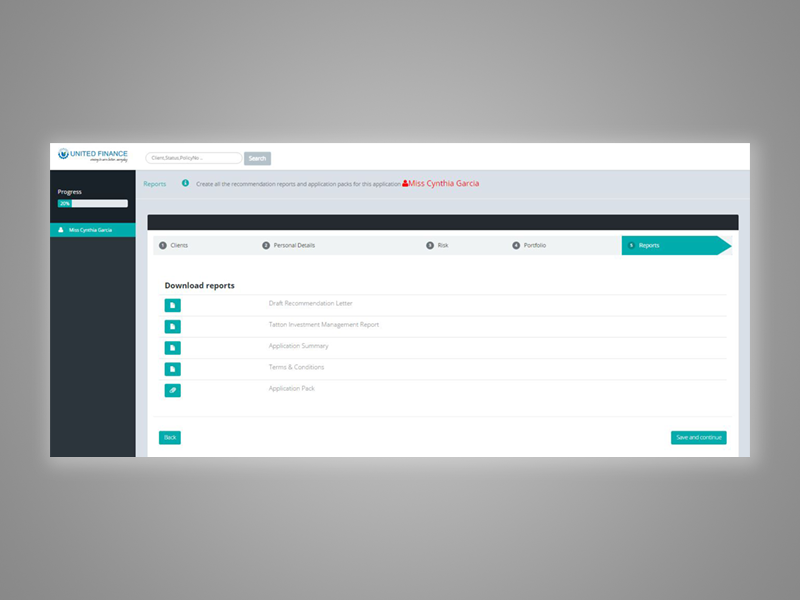 UNITED FINANCE
Client,Status,PolicyNo...
Search
Progress
20%
Miss Cynthia Garcia
Reports
Create all the recommendation reports and application packs for this application
Miss Cynthia Garcia
1 Clients
2 Personal Details
3 Risk
4 Portfolio
5 Reports
Download reports
Draft Recommendation Letter
Tatton Investment Management Report
Application Summary
Terms & Conditions
Application Pack
Back
Save and continue